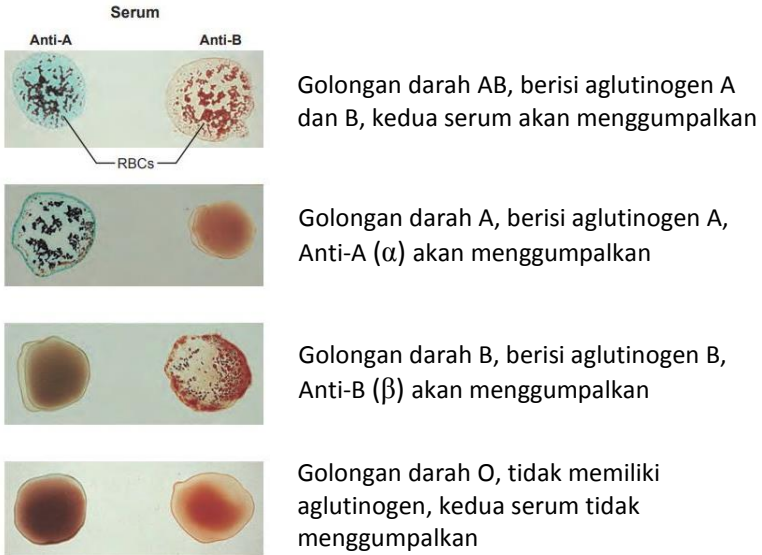 Serum
Anti-A Anti-B
Golongan darah AB, berisi aglutinogen A
dan B, kedua serum akan menggumpalkan
RBCs
Golongan darah A, berisi aglutinogen A,
Anti-A (α) akan menggumpalkan
Golongan darah B, berisi aglutinogen B,
Anti-B (β) akan menggumpalkan
Golongan darah O, tidak memiliki
aglutinogen, kedua serum tidak
menggumpalkan